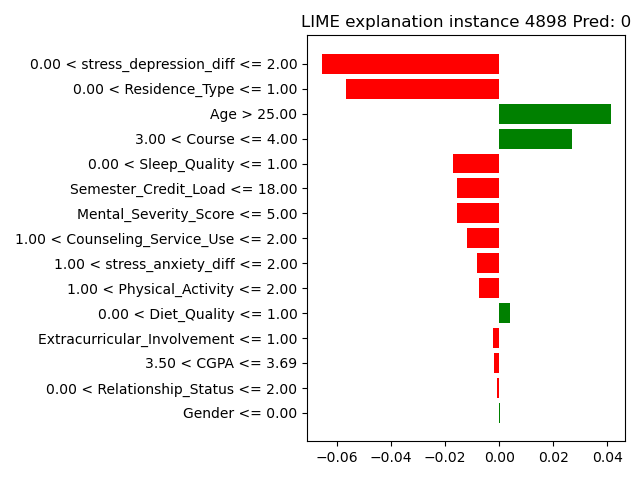 LIME explanation instance 4898 Pred: 0
0.00 < stress_depression_diff <= 2.00
0.00 < Residence_Type <= 1.00
Age > 25.00
3.00 < Course <= 4.00
0.00 < Sleep_Quality <= 1.00
Semester_Credit_Load <= 18.00
Mental_Severity_Score <= 5.00
1.00 < Counseling_Service_Use <= 2.00
1.00 < stress_anxiety_diff <= 2.00
1.00 < Physical_Activity <= 2.00
0.00 < Diet_Quality <= 1.00
Extracurricular_Involvement <= 1.00
3.50 < CGPA <= 3.69
0.00 < Relationship_Status <= 2.00
Gender <= 0.00
−0.06 −0.04 −0.02 0.00 0.02 0.04